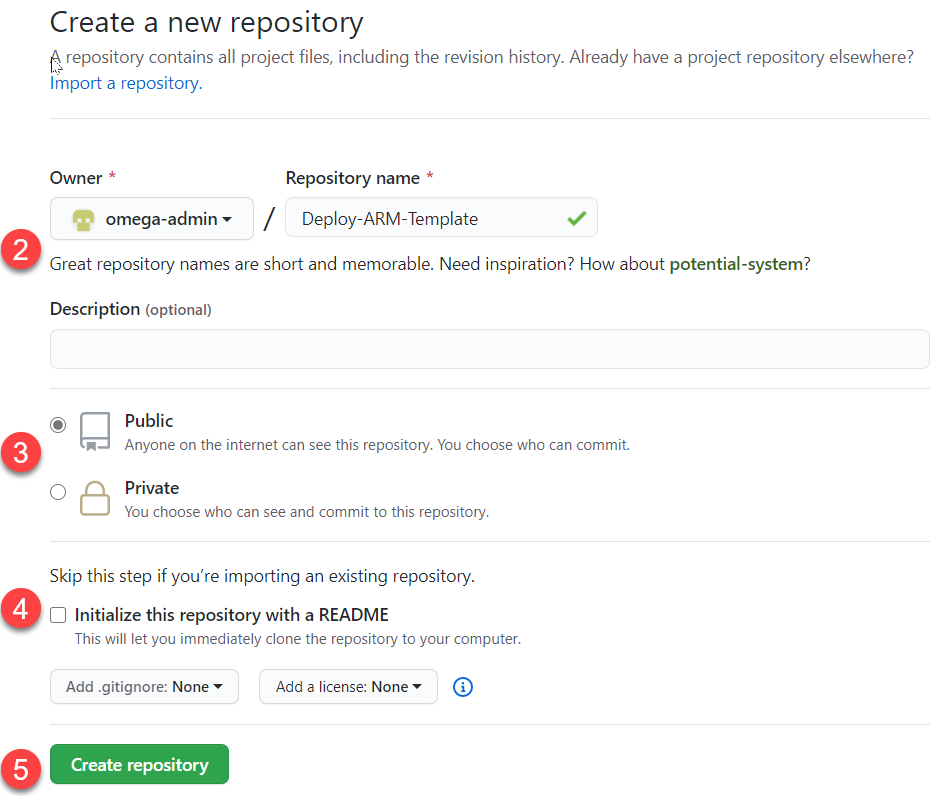 Create a new repository
A repository contains all project files, including the revision history. Already have a project repository elsewhere?
Import a repository.
Owner *
Repository name *
omega-admin
/
Deploy-ARM-Template
2
Great repository names are short and memorable. Need inspiration? How about potential-system?
Description (optional)
Public
Anyone on the internet can see this repository. You choose who can commit.
3
Private
You choose who can see and commit to this repository.
Skip this step if you’re importing an existing repository.
4
Initialize this repository with a README
This will let you immediately clone the repository to your computer.
Add .gitignore: None
Add a license: None
5
Create repository